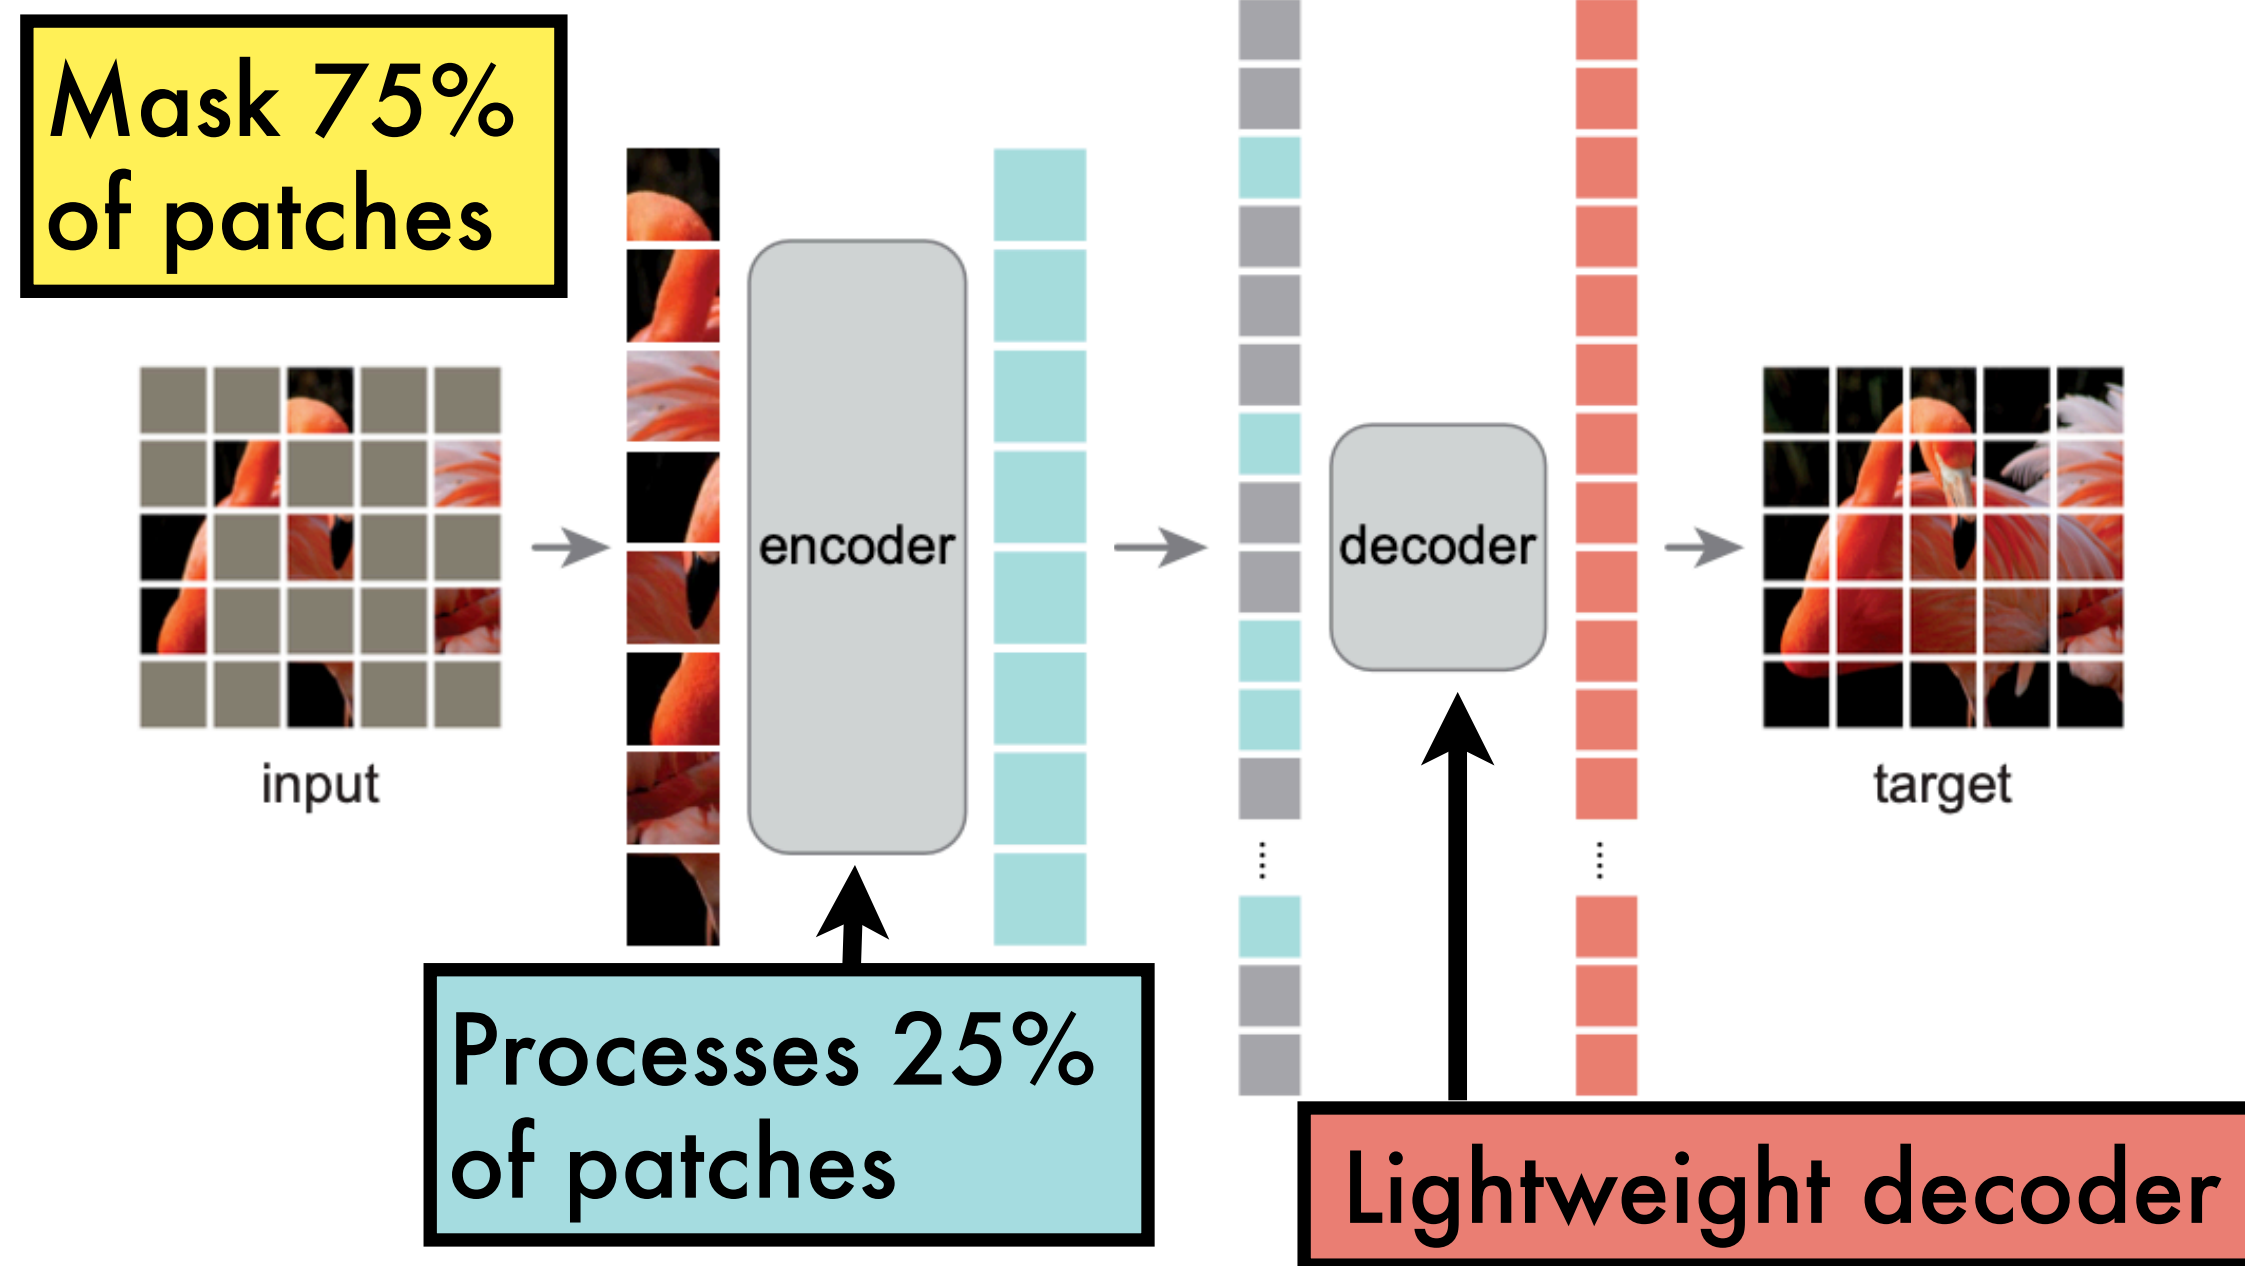 Mask 75%
of patches
input
encoder
decoder
target
Processes 25%
of patches
Lightweight decoder